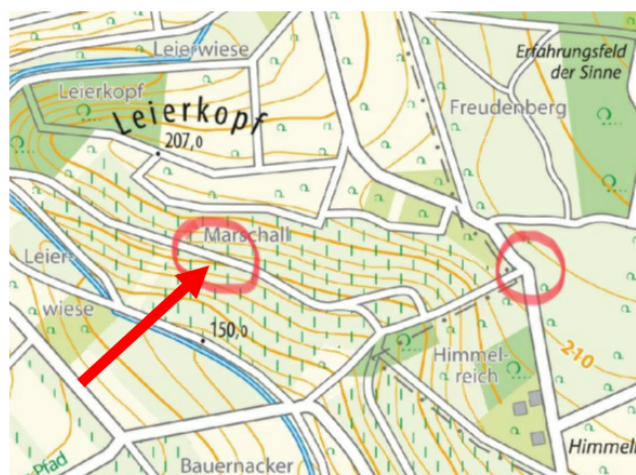 Leierwiese
Erfahrungsfeld
der Sinne
Leierkopf
Leierkopf
Freudenberg
207,0
Marschall
Leier-
wiese
150,0
Himmel-
reich
210
Himmelr
Pfad
Bauernacker